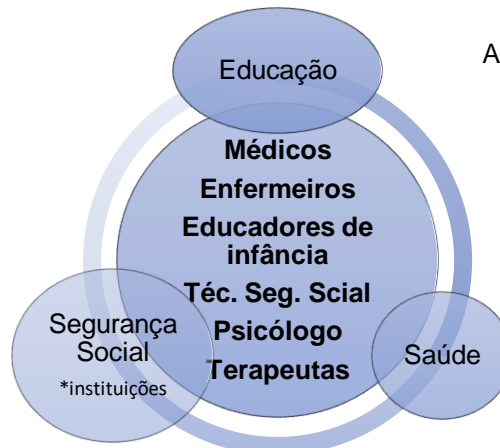 Educação
A
Médicos
Enfermeiros
Educadores de
infância
Téc. Seg. Scial
Psicólogo
Terapeutas
Segurança
Social
*instituições
Saúde